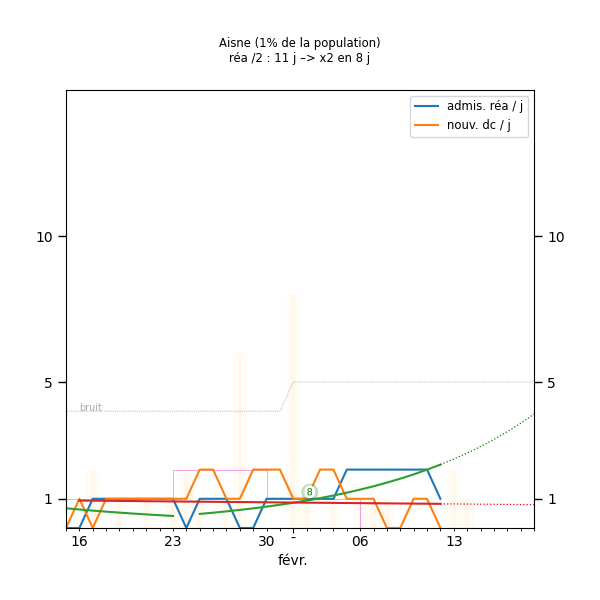 Aisne (1% de la population)
réa /2 : 11 j –> x2 en 8 j
admis. réa / j
nouv. dc / j
10
10
5
5
bruit
8
1
1
16
23
30
-
06
13
févr.